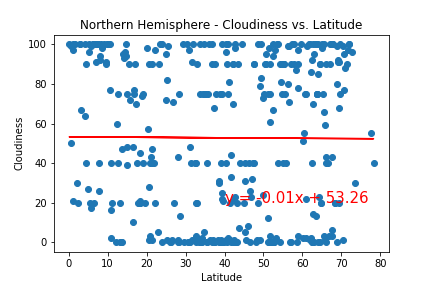 Northern Hemisphere - Cloudiness vs. Latitude
100
80
60
40
20
0
Cloudiness
y = -0.01x + 53.26
0 10 20 30 40 50 60 70 80
Latitude